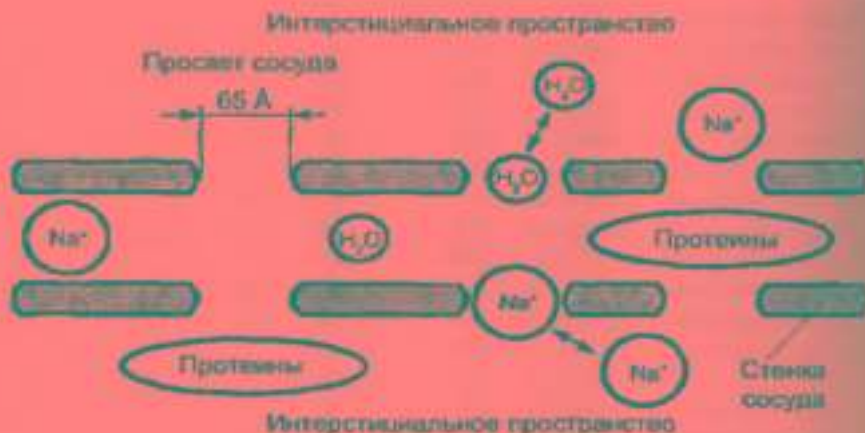 Интерстициальное пространство
Просвет сосуда
65 Å
H₂O
Na⁺
H₂O
Na⁺
H₂O
Протеины
Na⁺
Протеины
Na⁺
Стенка
сосуда
Интерстициальное пространство